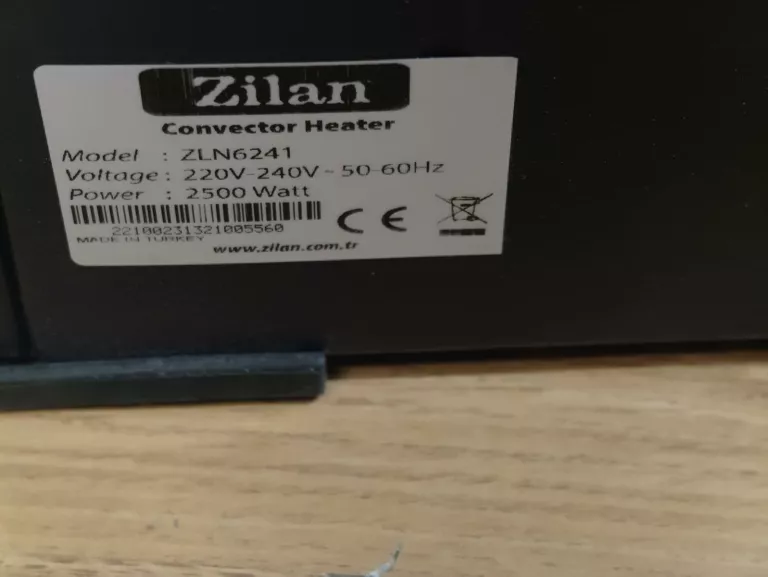 Zilan
Convector Heater
Model : ZLN6241
Voltage : 220V-240V ~ 50-60Hz
Power : 2500 Watt
22100231321005560
MADE IN TURKEY
www.zilan.com.tr
CE